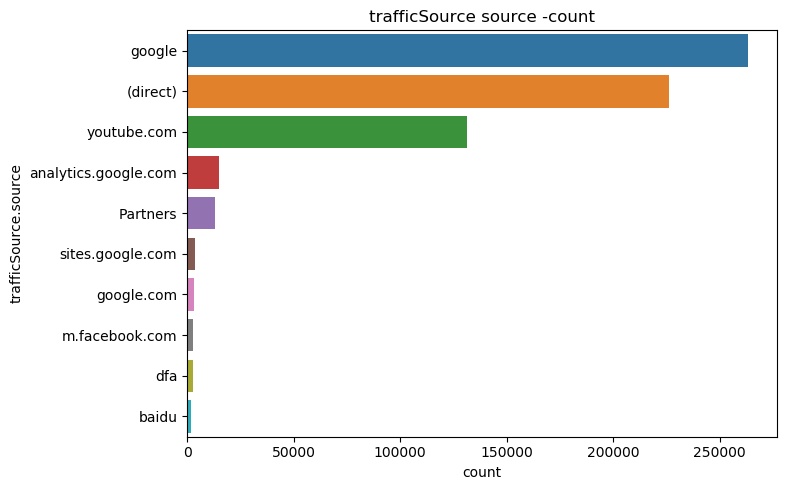 trafficSource source -count
google
(direct)
youtube.com
analytics.google.com
Partners
sites.google.com
google.com
m.facebook.com
dfa
baidu
trafficSource.source
0 50000 100000 150000 200000 250000
count